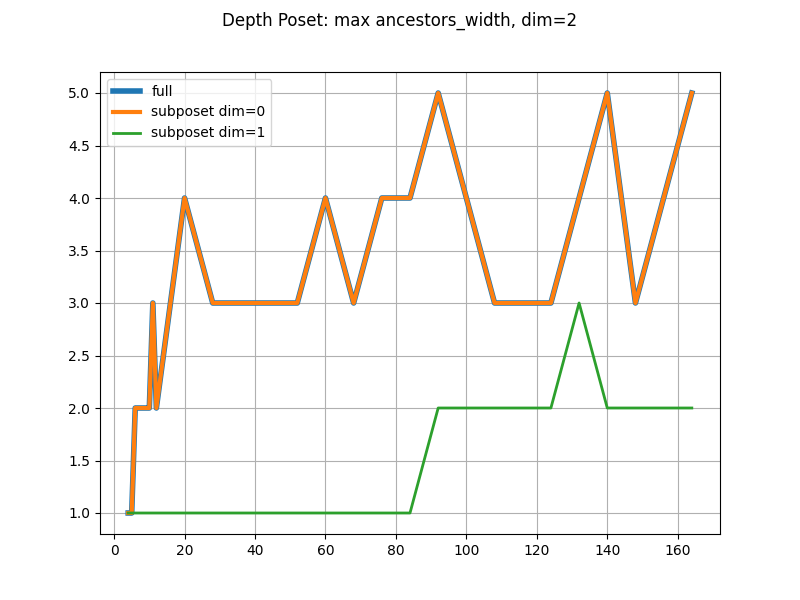 Depth Poset: max ancestors_width, dim=2
full
subposet dim=0
subposet dim=1
5.0
4.5
4.0
3.5
3.0
2.5
2.0
1.5
1.0
0 20 40 60 80 100 120 140 160